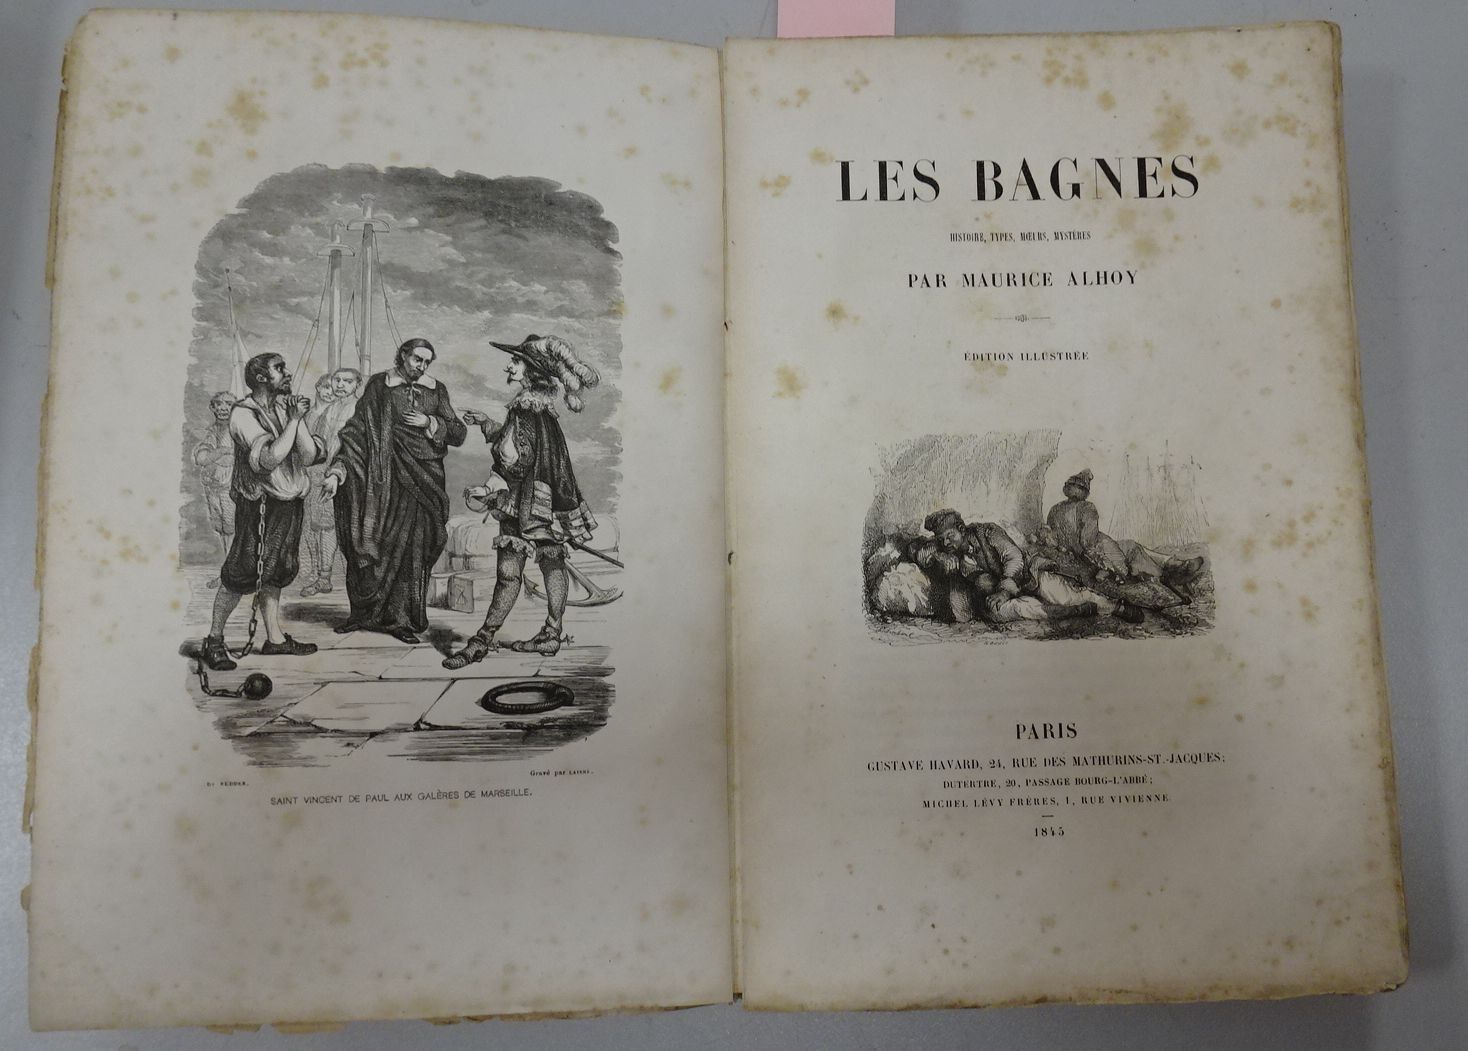 Gravé par
SAINT VINCENT DE PAUL AUX GALÈRES DE MARSEILLE.
LES BAGNES
HISTOIRE, TYPES, MŒURS, MYSTÈRES
PAR MAURICE ALHOY
ÉDITION ILLUSTRÉE
PARIS
GUSTAVE HAVARD, 24, RUE DES MATHURINS-ST.-JACQUES;
DUTERTRE, 20, PASSAGE BOURG-L'ABBÉ;
MICHEL LÉVY FRÈRES, 1, RUE VIVIENNE
1845